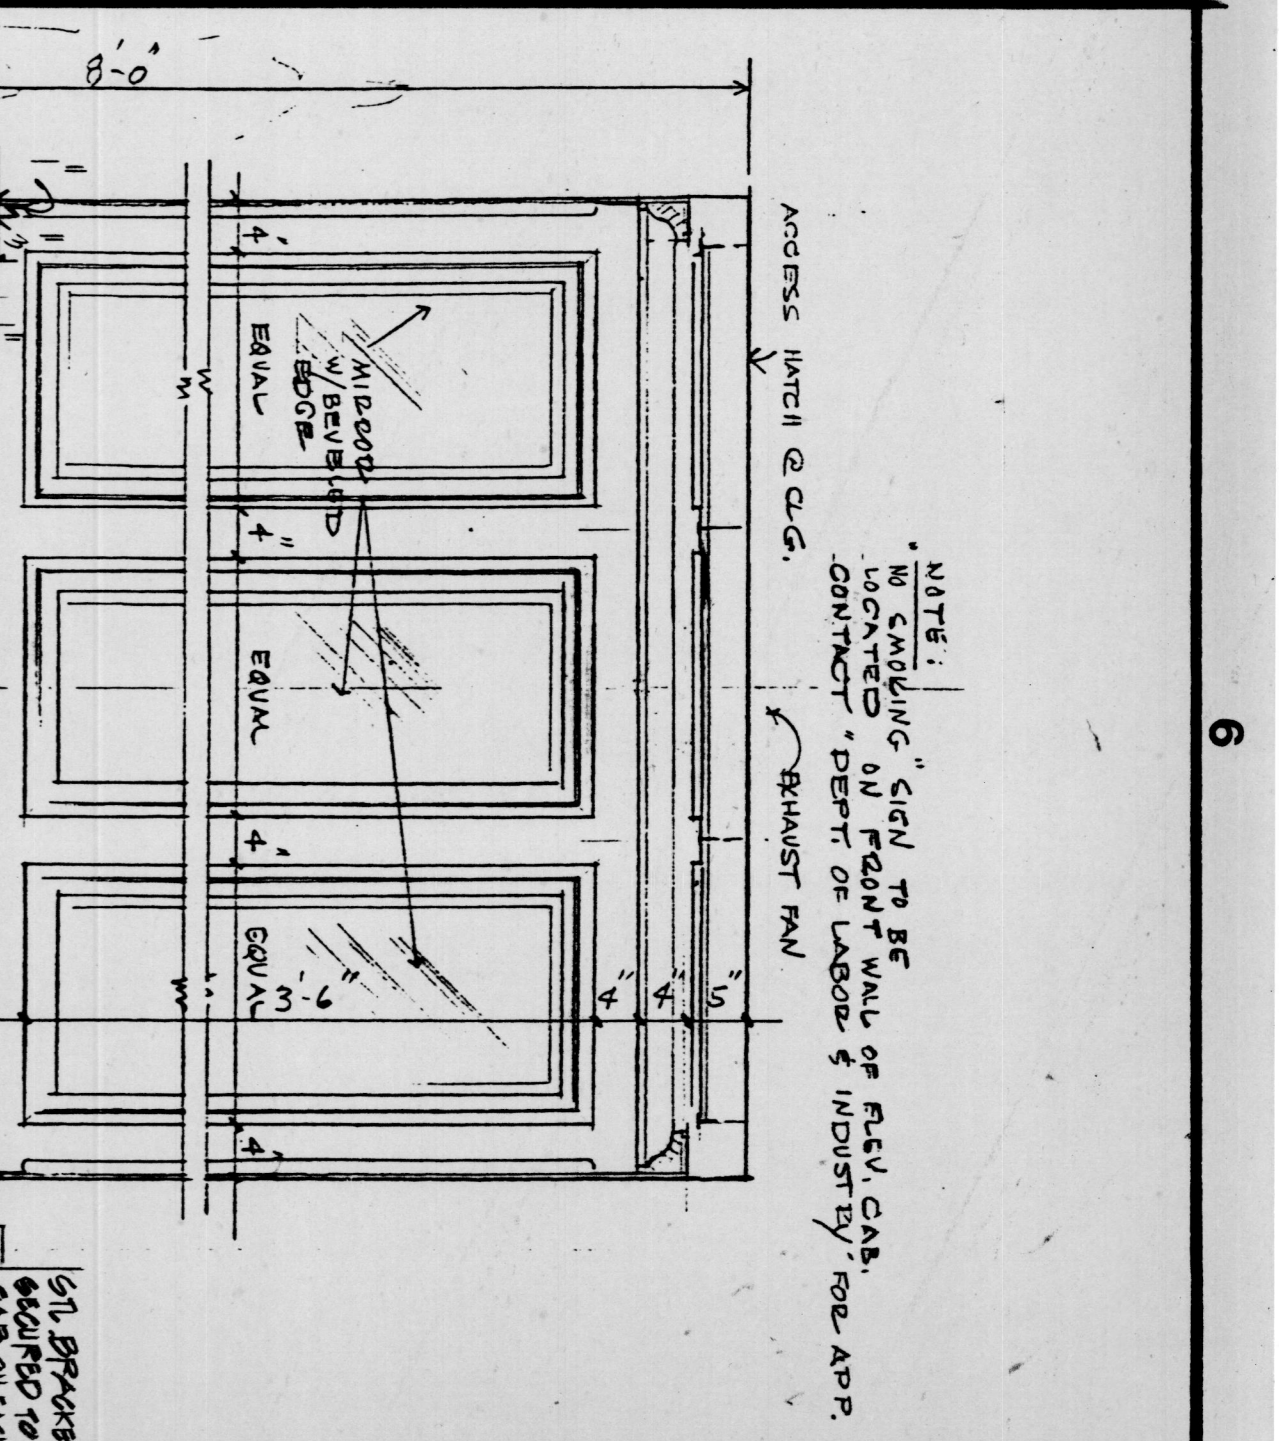 6
NOTE:
"NO SMOKING" SIGN TO BE
LOCATED ON FRONT WALL OF ELEV. CAB.
CONTACT "DEPT. OF LABOR & INDUSTRY" FOR APP.
ACCESS HATCH @ CLG.
EXHAUST FAN
8'-0"
5"
4"
4"
3'-6"
MIRROR
W/BEVELED
EDGE
4"
EQUAL
4"
EQUAL
4"
EQUAL
4"
STL. BRACKE
SECURED TO